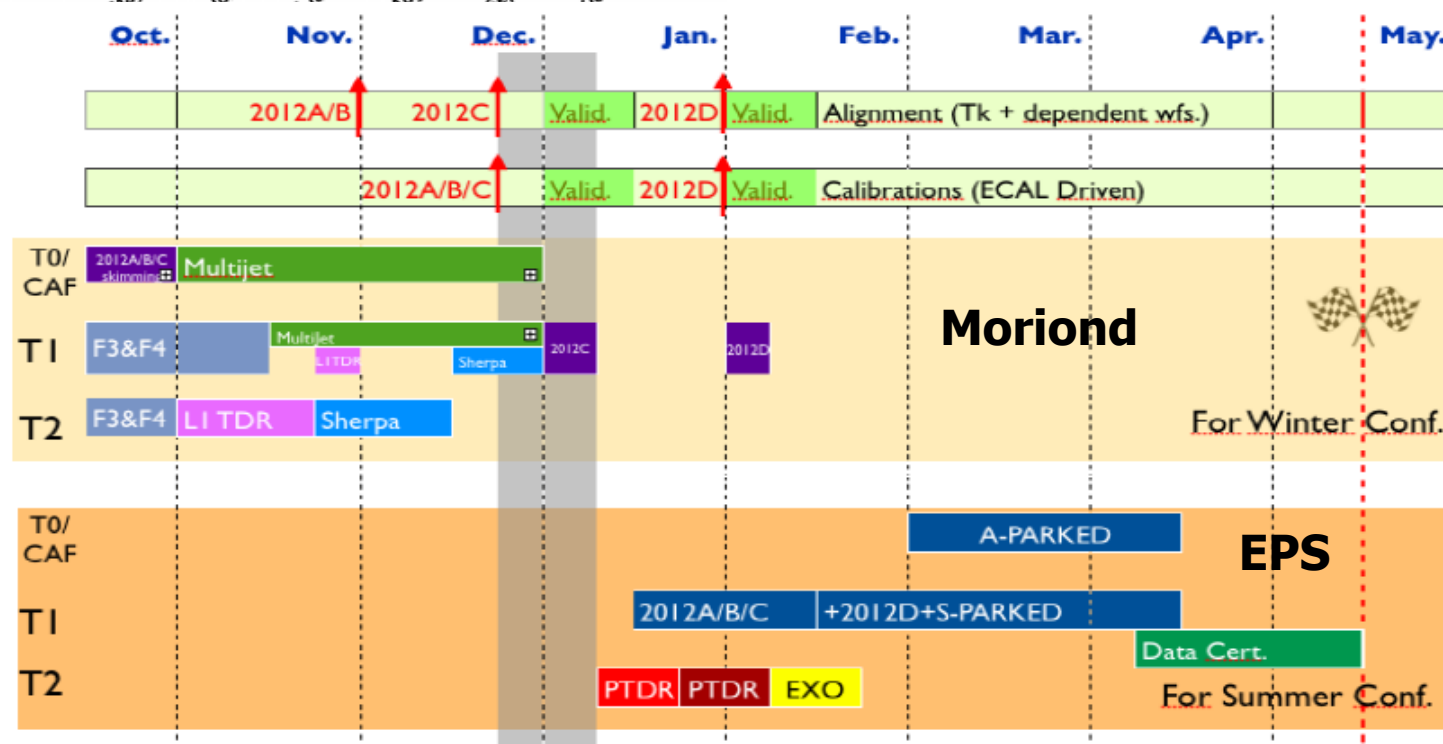 Oct. Nov. Dec. Jan. Feb. Mar. Apr. May.
2012A/B 2012C Valid. 2012D Valid. Alignment (Tk + dependent wfs.)
2012A/B/C Valid. 2012D Valid. Calibrations (ECAL Driven)
T0/
CAF
2012A/B/C
skimming
Multijet
T1 F3&F4 MultiJet L1TDR Sherpa 2012C 2012D
Moriond
T2 F3&F4 L1 TDR Sherpa
For Winter Conf.
T0/
CAF
A-PARKED
EPS
T1 2012A/B/C +2012D+S-PARKED
Data Cert.
T2 PTDR PTDR EXO
For Summer Conf.